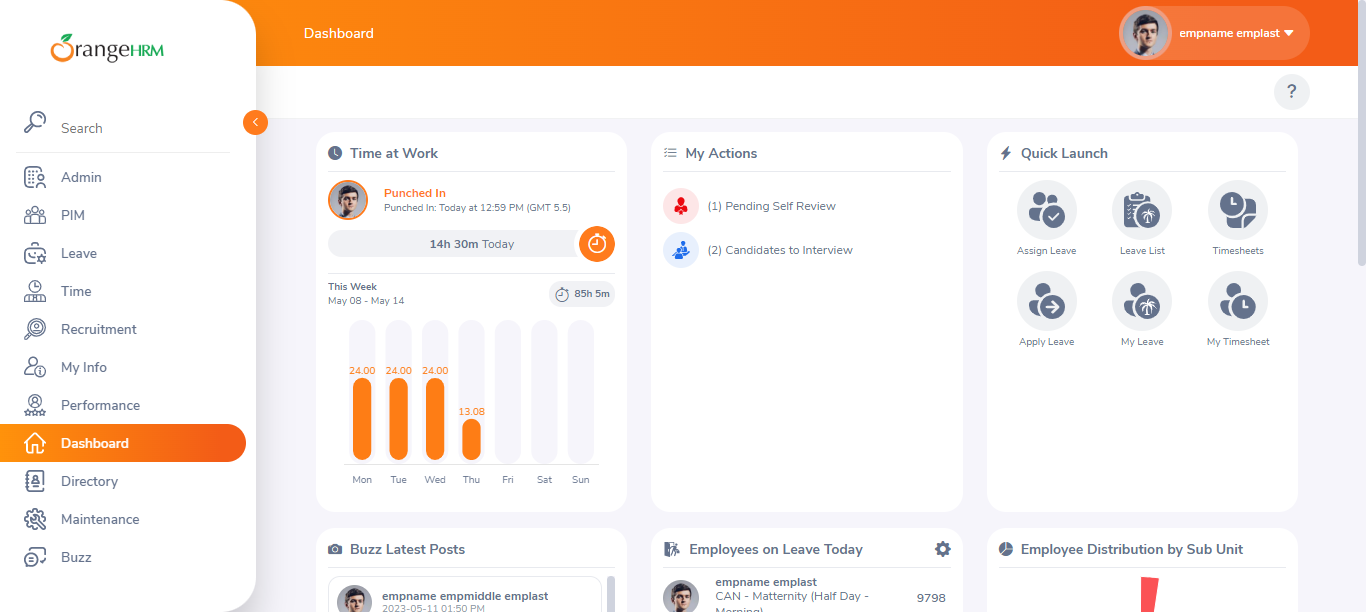 OrangeHRM
Search
Admin
PIM
Leave
Time
Recruitment
My Info
Performance
Dashboard
Directory
Maintenance
Buzz
Dashboard
empname emplast
?
Time at Work
Punched In
Punched In: Today at 12:59 PM (GMT 5.5)
14h 30m Today
This Week
May 08 - May 14
85h 5m
24.00 24.00 24.00
13.08
Mon Tue Wed Thu Fri Sat Sun
My Actions
(1) Pending Self Review
(2) Candidates to Interview
Quick Launch
Assign Leave Leave List Timesheets
Apply Leave My Leave My Timesheet
Buzz Latest Posts
empname empmiddle emplast
2023-05-11 01:50 PM
Employees on Leave Today
empname emplast
CAN - Matternity (Half Day -
Morning)
9798
Employee Distribution by Sub Unit